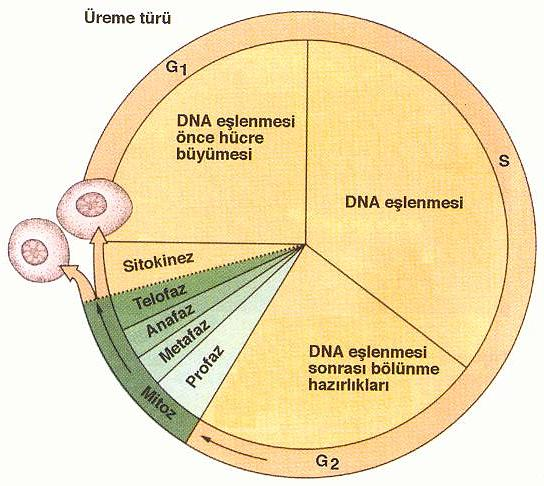 Üreme türü
G1
DNA eşlenmesi
önce hücre
büyümesi
S
DNA eşlenmesi
Sitokinez
Telofaz
Anafaz
Metafaz
Profaz
Mitoz
DNA eşlenmesi
sonrası bölünme
hazırlıkları
G2